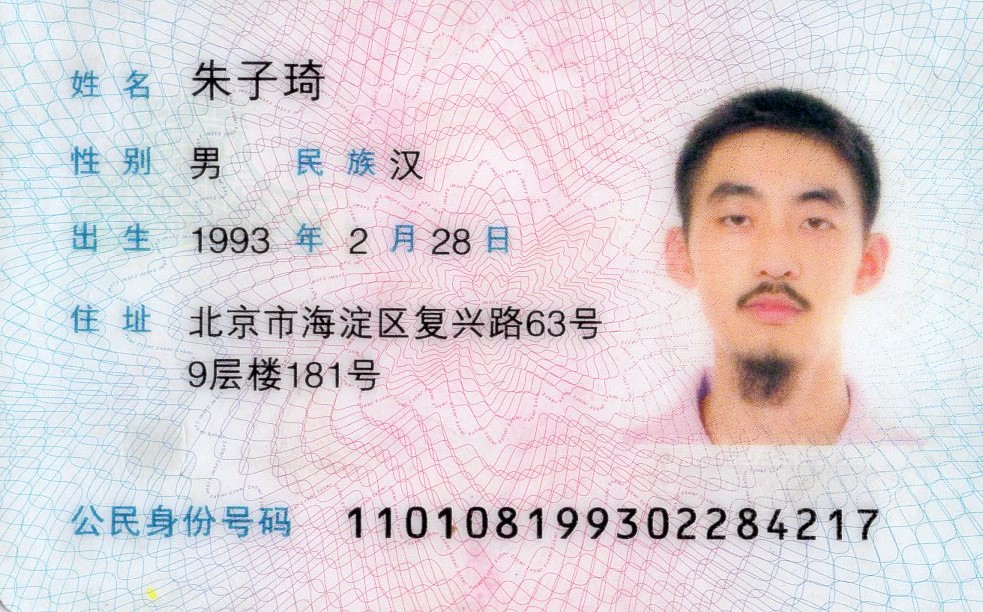 姓名 朱子琦
性别 男 民族 汉
出生 1993 年 2 月 28 日
住址 北京市海淀区复兴路63号
9层楼181号
公民身份号码 110108199302284217